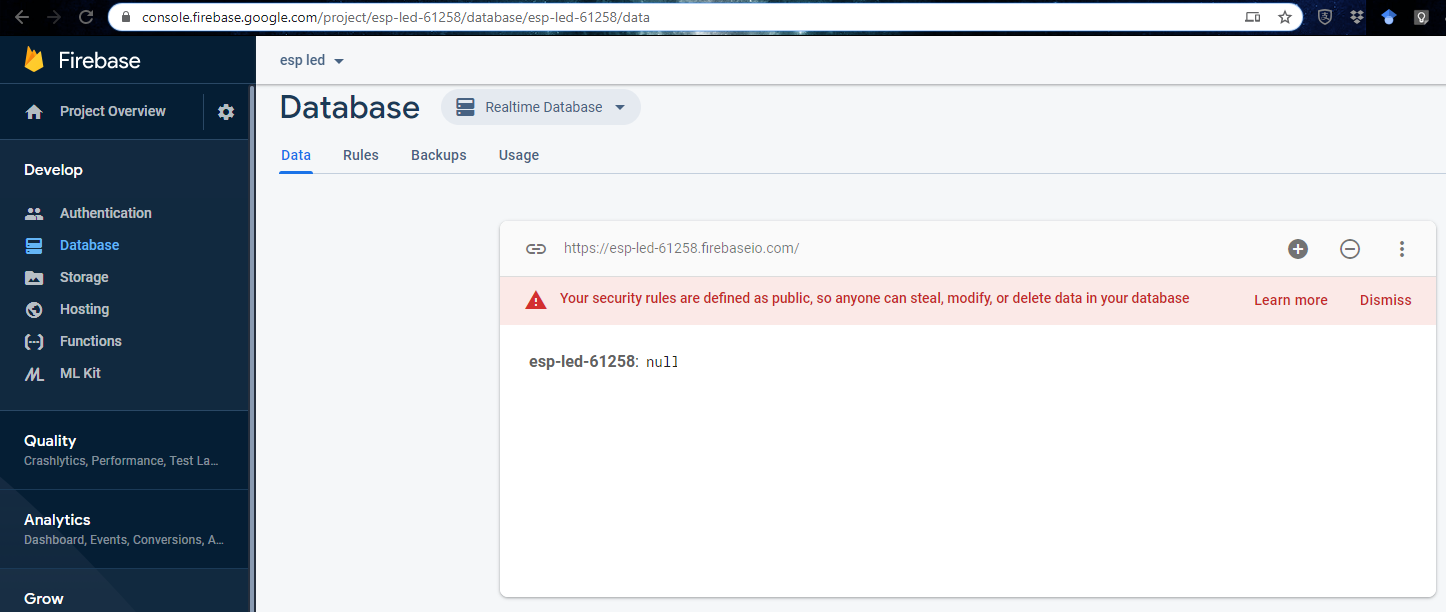 console.firebase.google.com/project/esp-led-61258/database/esp-led-61258/data
Firebase
Project Overview
Develop
Authentication
Database
Storage
Hosting
Functions
ML ML Kit
Quality
Crashlytics, Performance, Test La...
Analytics
Dashboard, Events, Conversions, A...
Grow
esp led
Database
Realtime Database
Data Rules Backups Usage
https://esp-led-61258.firebaseio.com/
Your security rules are defined as public, so anyone can steal, modify, or delete data in your database Learn more Dismiss
esp-led-61258: null